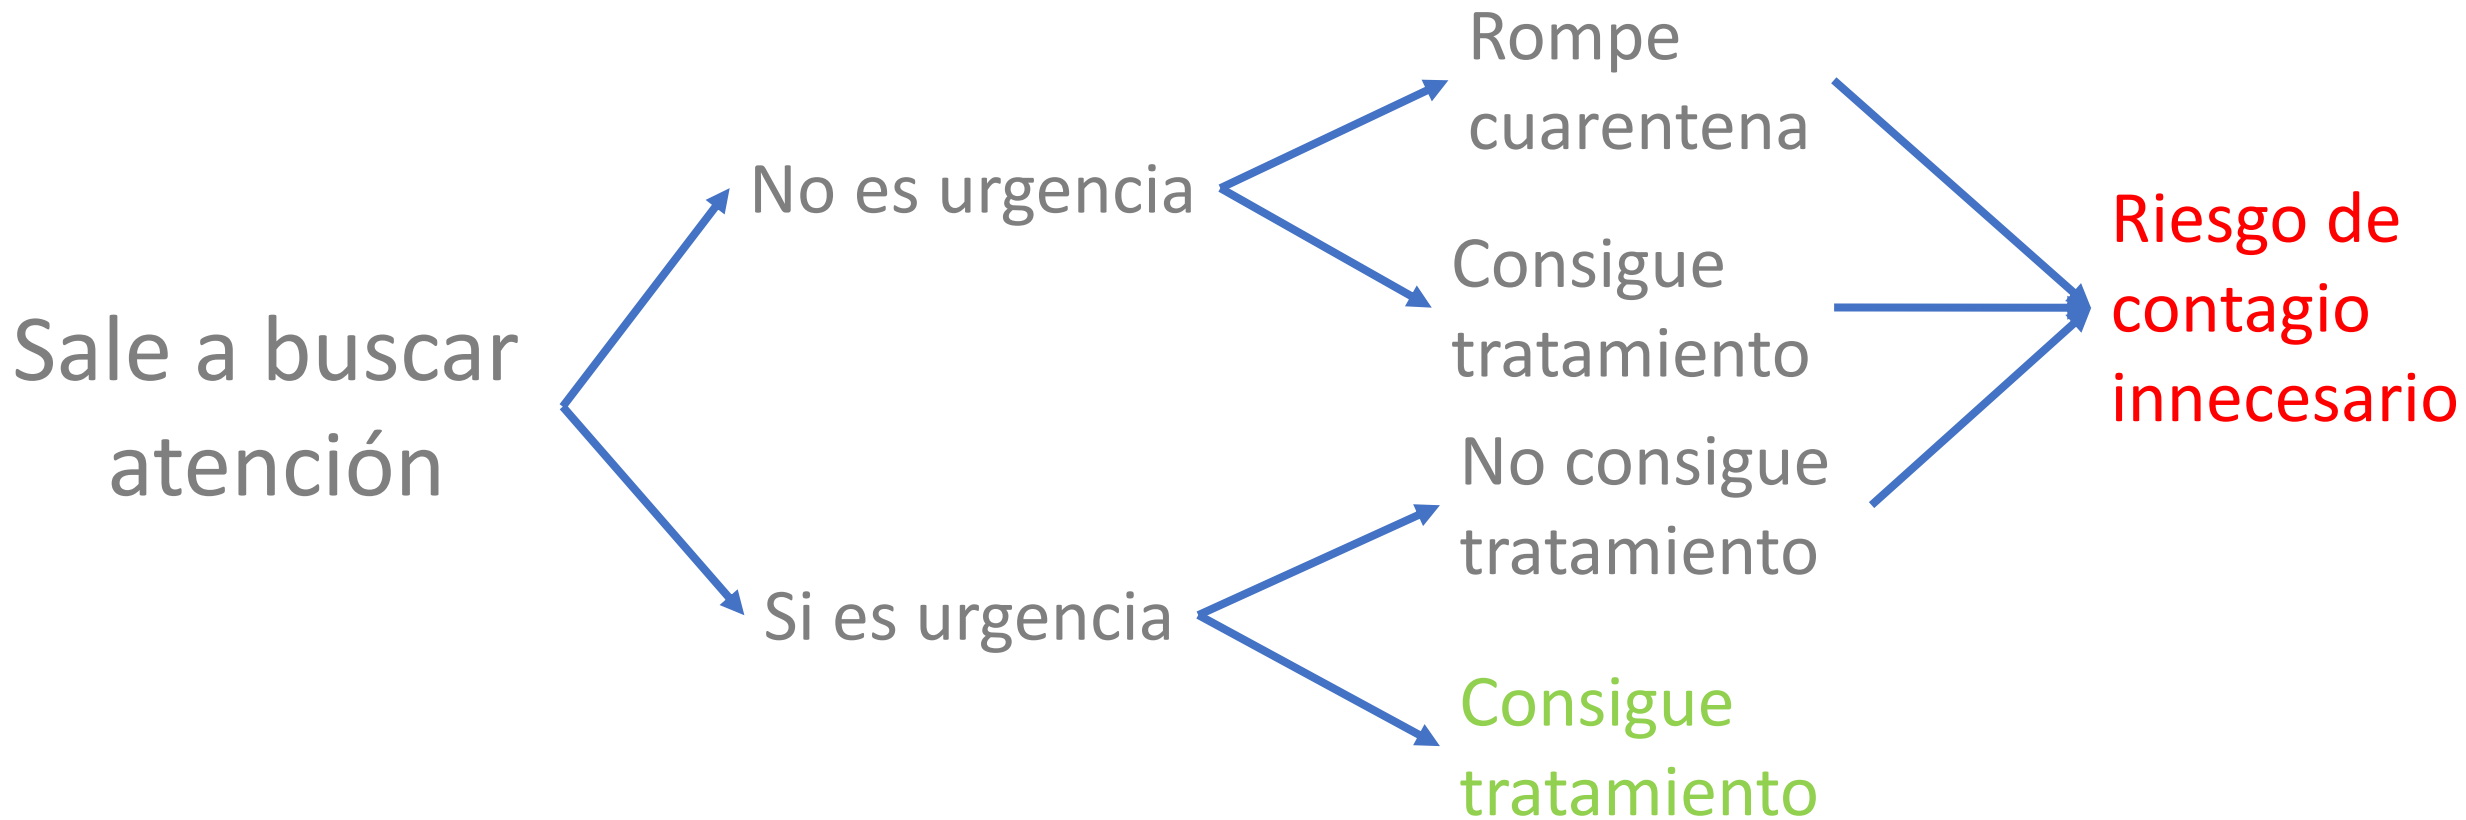 Sale a buscar
atención
No es urgencia
Si es urgencia
Rompe
cuarentena
Consigue
tratamiento
No consigue
tratamiento
Consigue
tratamiento
Riesgo de
contagio
innecesario